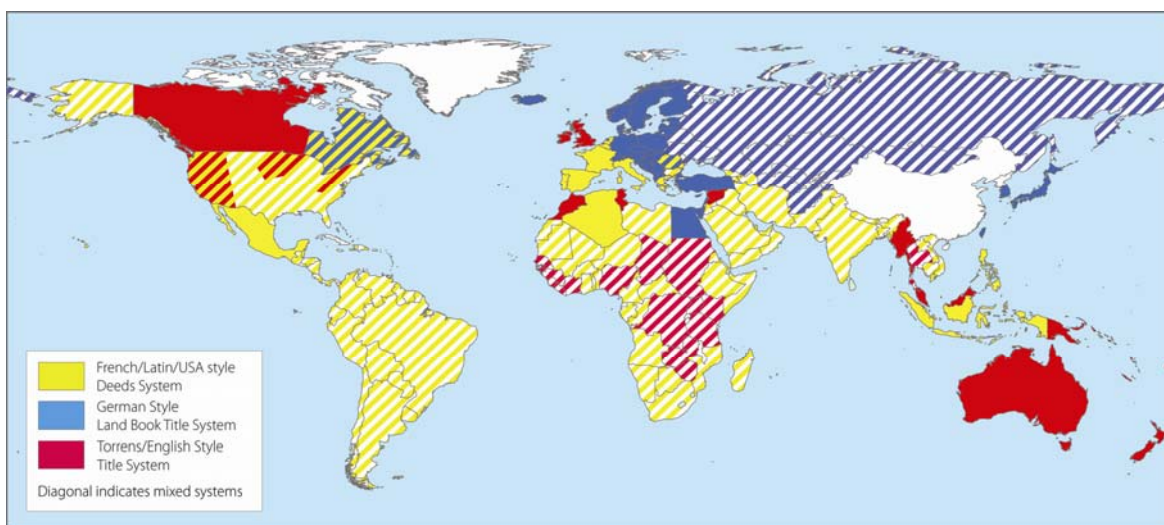 French/Latin/USA style
Deeds System
German Style
Land Book Title System
Torrens/English Style
Title System
Diagonal indicates mixed systems